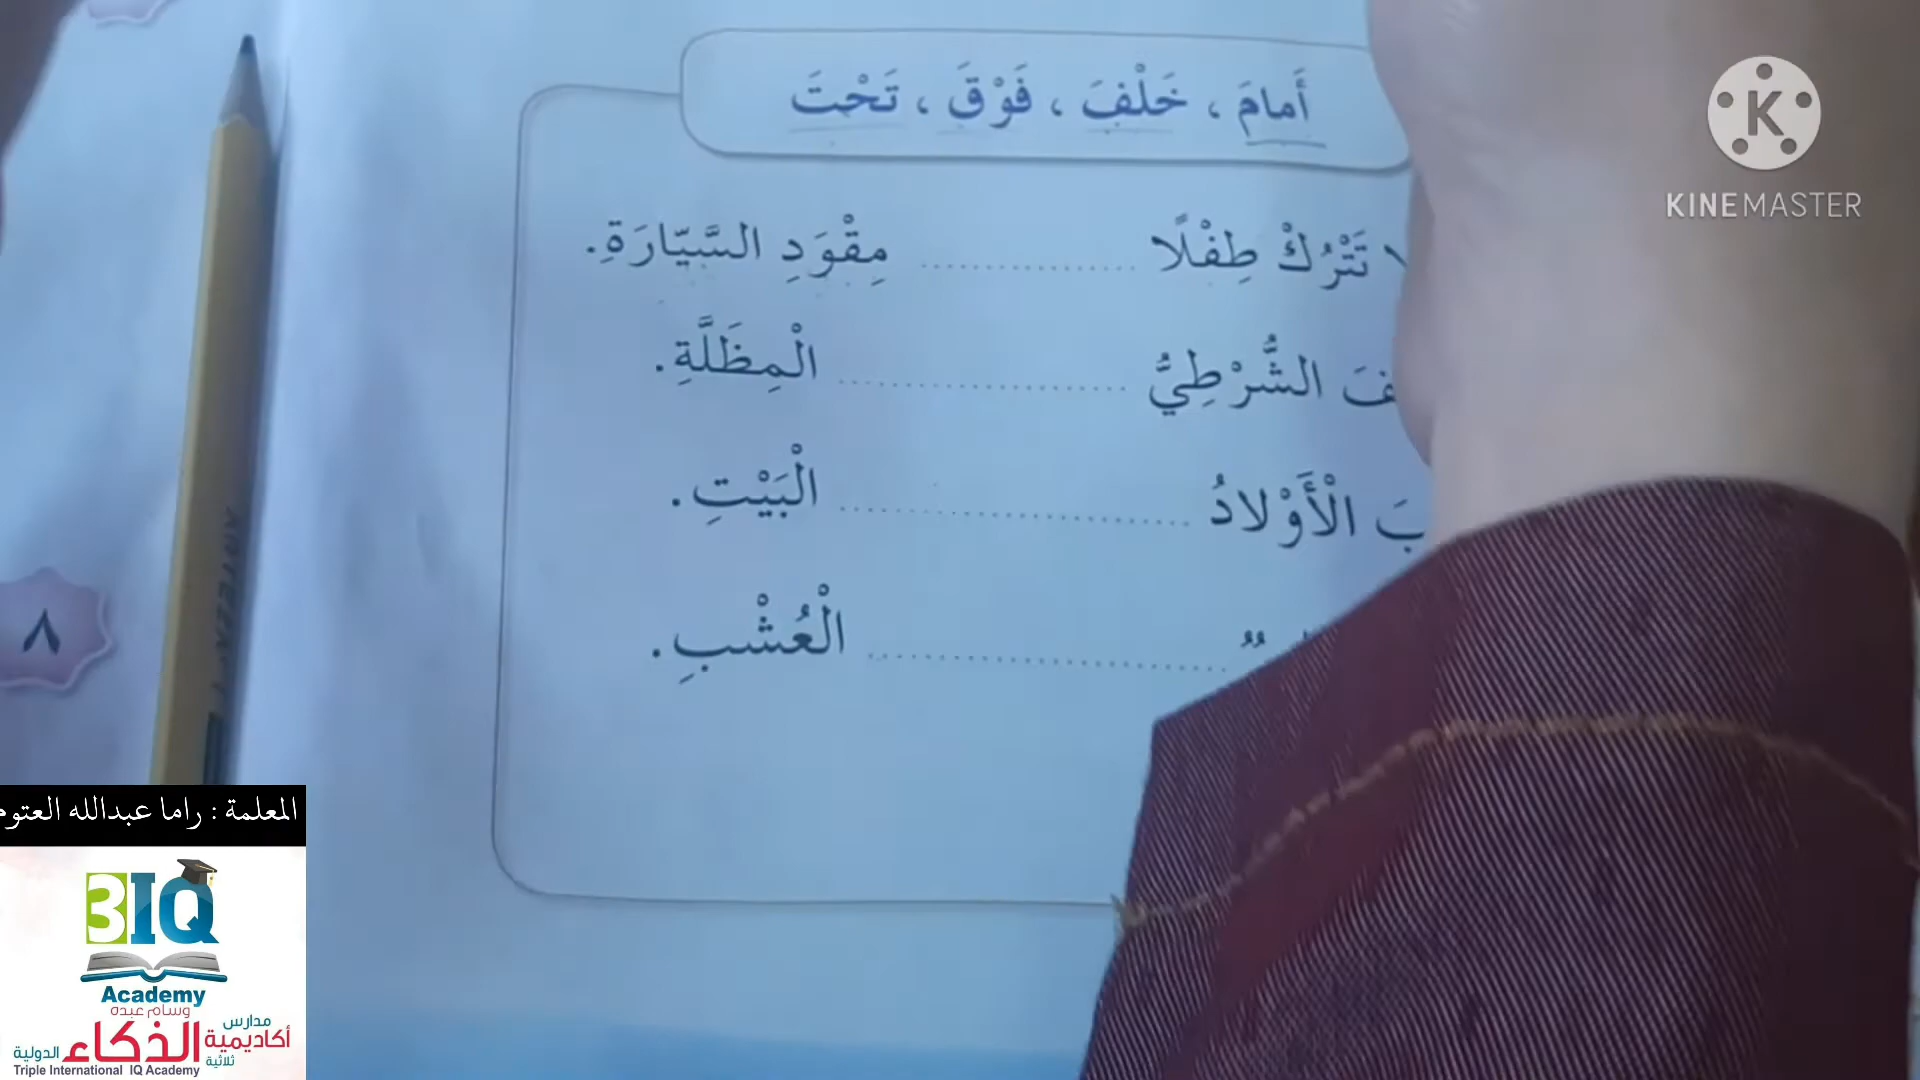 أَمامَ ، خَلْفَ ، فَوْقَ ، تَحْتَ
تَتْرُكْ طِفْلًا .................... مِقْوَدِ السَّيّارَةِ.
الشُّرْطِيُّ .................... الْمِظَلَّةِ.
الْأَوْلادُ .................... الْبَيْتِ.
.................... الْعُشْبِ.
٨
KINEMASTER
المعلمة : راما عبدالله العتوم
3IQ
Academy
وسام عبده
مدارس
أكاديمية الذكاء الدولية
ثلاثية
Triple International IQ Academy